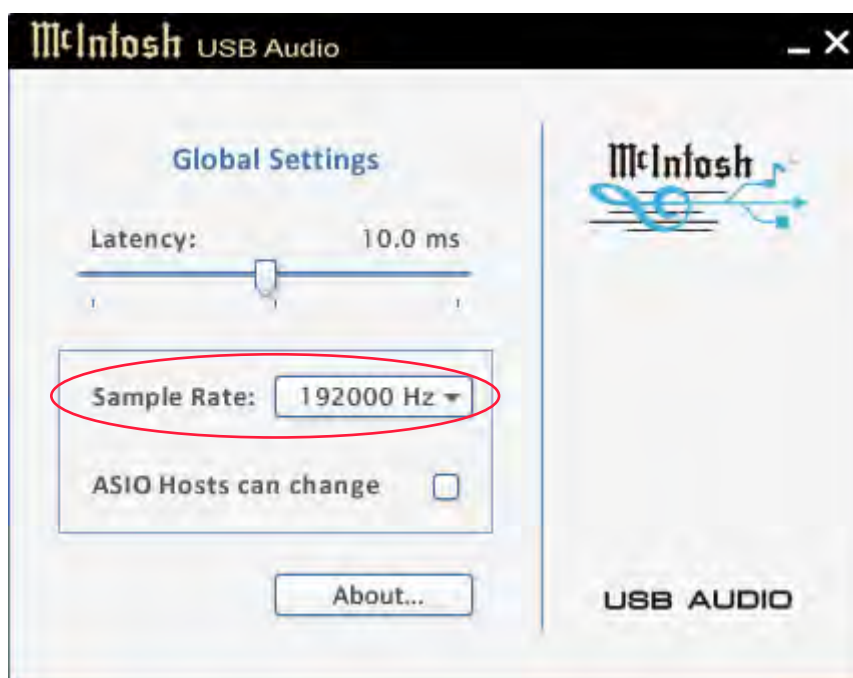 McIntosh USB Audio
Global Settings
Latency: 10.0 ms
Sample Rate: 192000 Hz
ASIO Hosts can change
About...
McIntosh
USB AUDIO